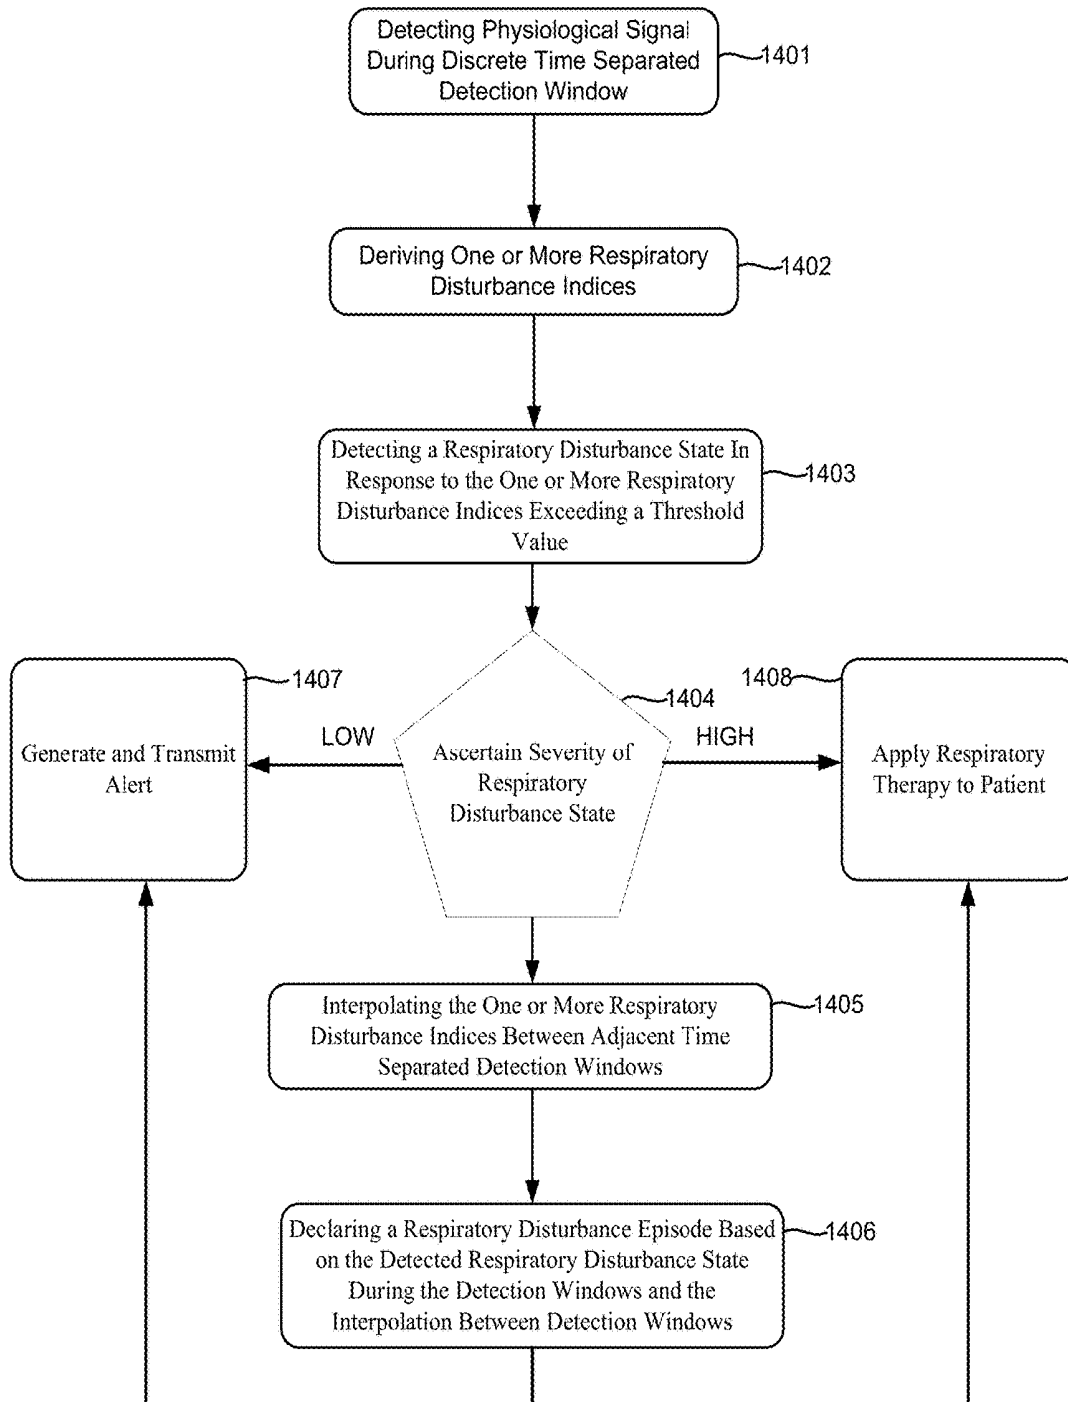 Detecting Physiological Signal
During Discrete Time Separated
Detection Window
1401
Deriving One or More Respiratory
Disturbance Indices
1402
Detecting a Respiratory Disturbance State In
Response to the One or More Respiratory
Disturbance Indices Exceeding a Threshold
Value
1403
1407
Generate and Transmit
Alert
LOW
1404
Ascertain Severity of
Respiratory
Disturbance State
HIGH
1408
Apply Respiratory
Therapy to Patient
Interpolating the One or More Respiratory
Disturbance Indices Between Adjacent Time
Separated Detection Windows
1405
Declaring a Respiratory Disturbance Episode Based
on the Detected Respiratory Disturbance State
During the Detection Windows and the
Interpolation Between Detection Windows
1406